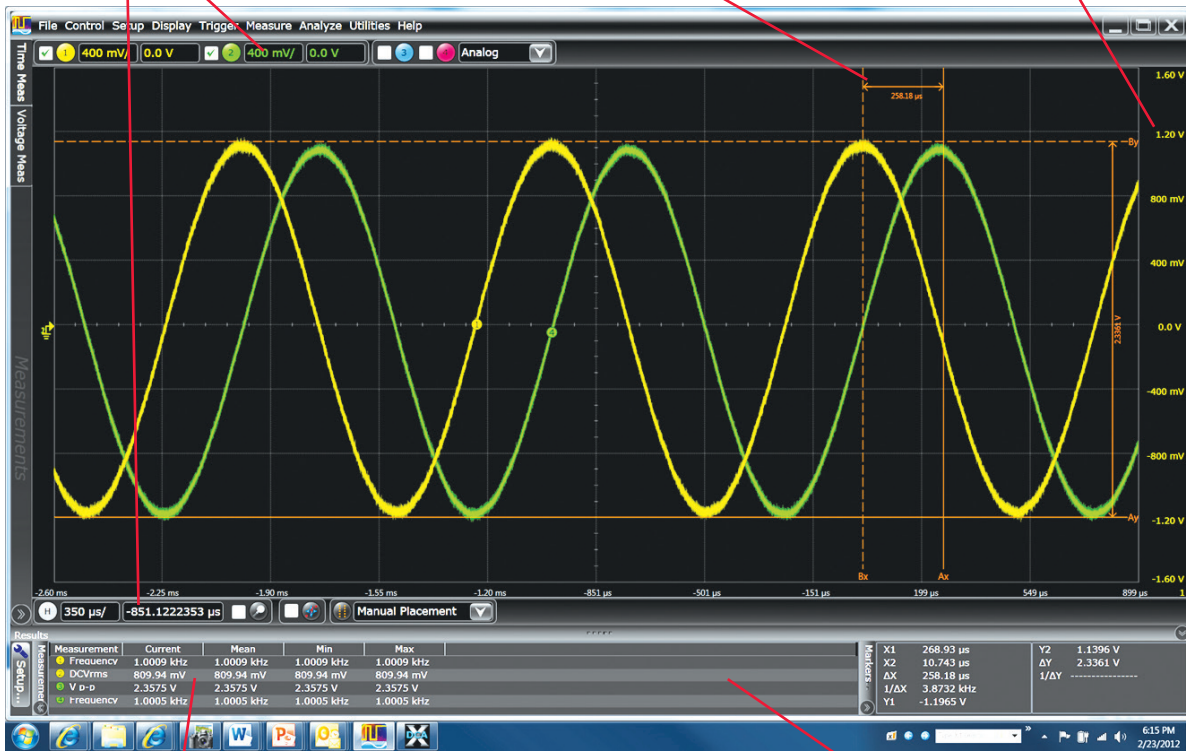 File Control Setup Display Trigger Measure Analyze Utilities Help
1 400 mV/ 0.0 V 2 400 mV/ 0.0 V 3 Analog
Time Meas
Voltage Meas
Measurements
258.18 µs
1.60 V
1.20 V
By
800 mV
400 mV
0.0 V
2.3361 V
-400 mV
-800 mV
Ay
-1.20 V
Bx Ax
-1.60 V
-2.60 ms -2.25 ms -1.90 ms -1.55 ms -1.20 ms -851 µs -501 µs -151 µs 199 µs 549 µs 899 µs 1
H 350 µs/ -851.1222353 µs Manual Placement
Results
Setup...
Measurement Current Mean Min Max
Frequency 1.0009 kHz 1.0009 kHz 1.0009 kHz 1.0009 kHz
DCVrms 809.94 mV 809.94 mV 809.94 mV 809.94 mV
V p-p 2.3575 V 2.3575 V 2.3575 V 2.3575 V
Frequency 1.0005 kHz 1.0005 kHz 1.0005 kHz 1.0005 kHz
Markers...
X1 268.93 µs Y2 1.1396 V
X2 10.743 µs ΔY 2.3361 V
ΔX 258.18 µs 1/ΔY ---------------
1/ΔX 3.8732 kHz
Y1 -1.1965 V
6:15 PM
2/23/2012